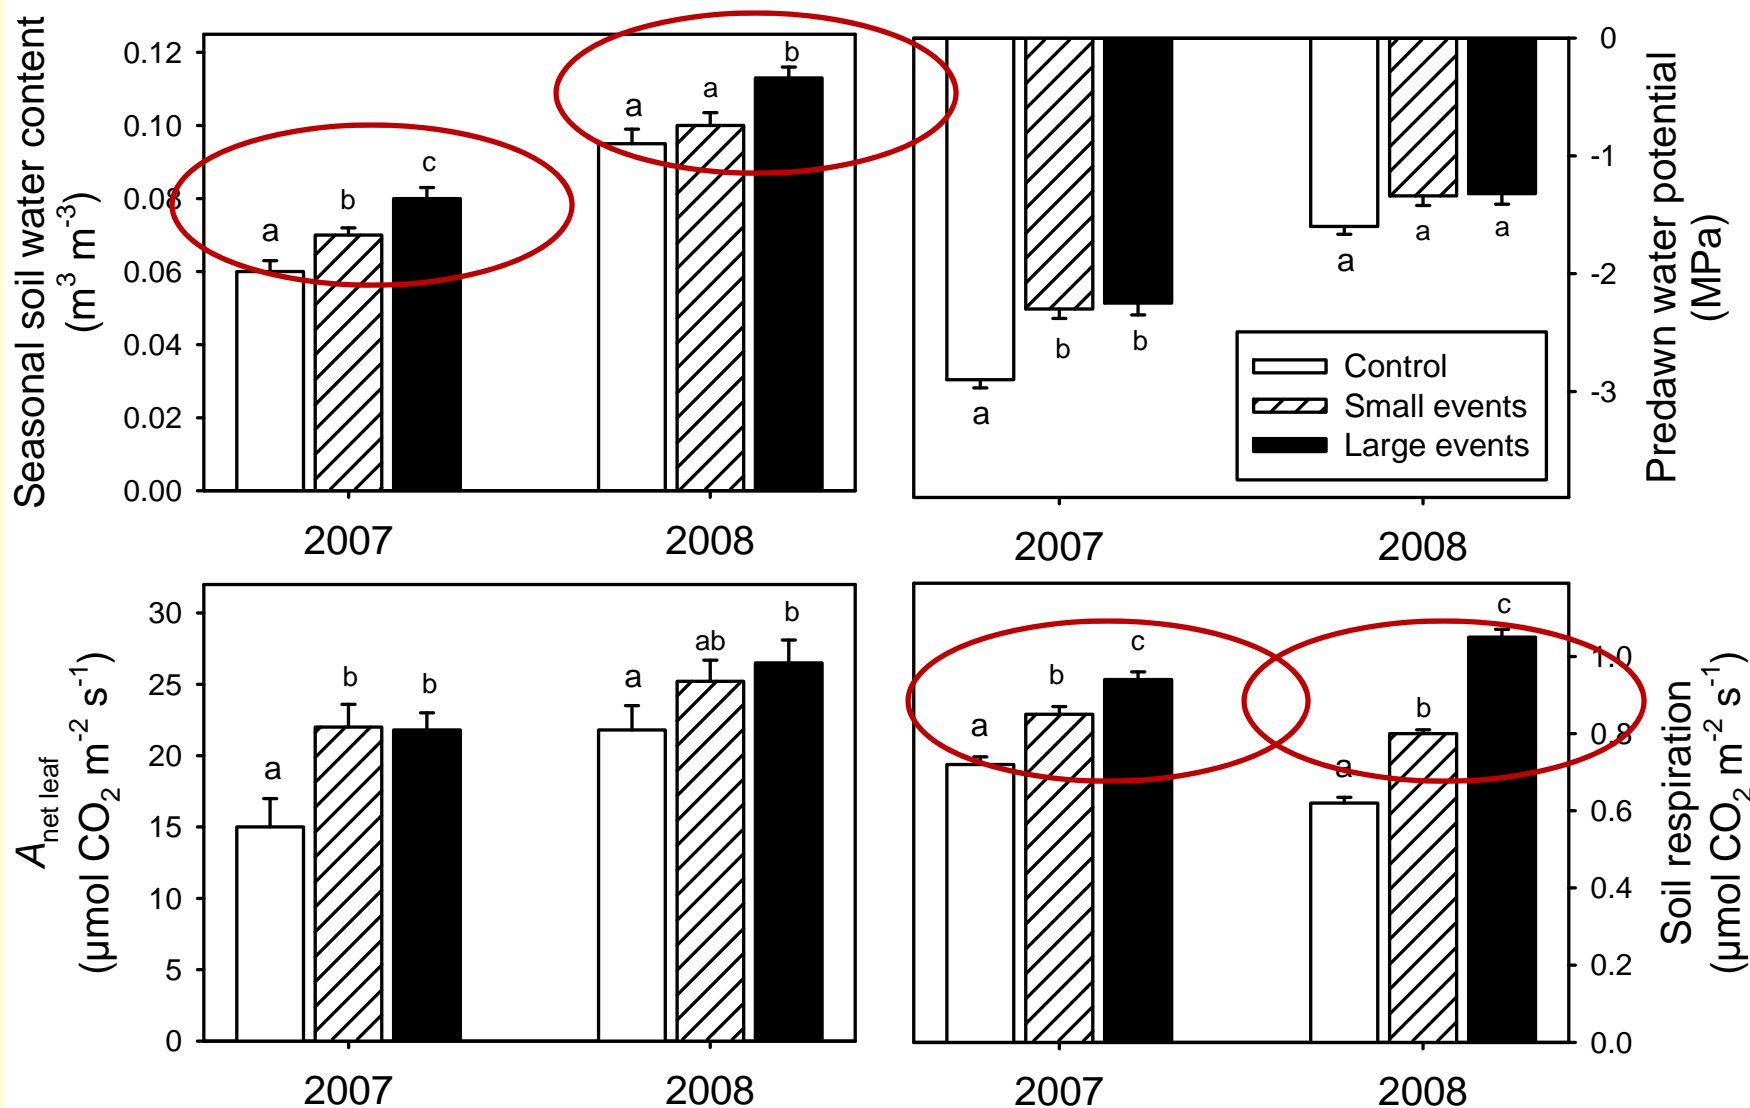 Seasonal soil water content
(m³ m⁻³)
0.12
0.10
0.08
0.06
0.04
0.02
0.00
a
b
c
a
a
b
2007
2008
Predawn water potential
(MPa)
0
-1
-2
-3
a
b
b
a
a
a
Control
Small events
Large events
2007
2008
A net leaf
(µmol CO₂ m⁻² s⁻¹)
30
25
20
15
10
5
0
a
b
b
a
ab
b
2007
2008
Soil respiration
(µmol CO₂ m⁻² s⁻¹)
1.0
0.8
0.6
0.4
0.2
0.0
a
b
c
a
b
c
2007
2008